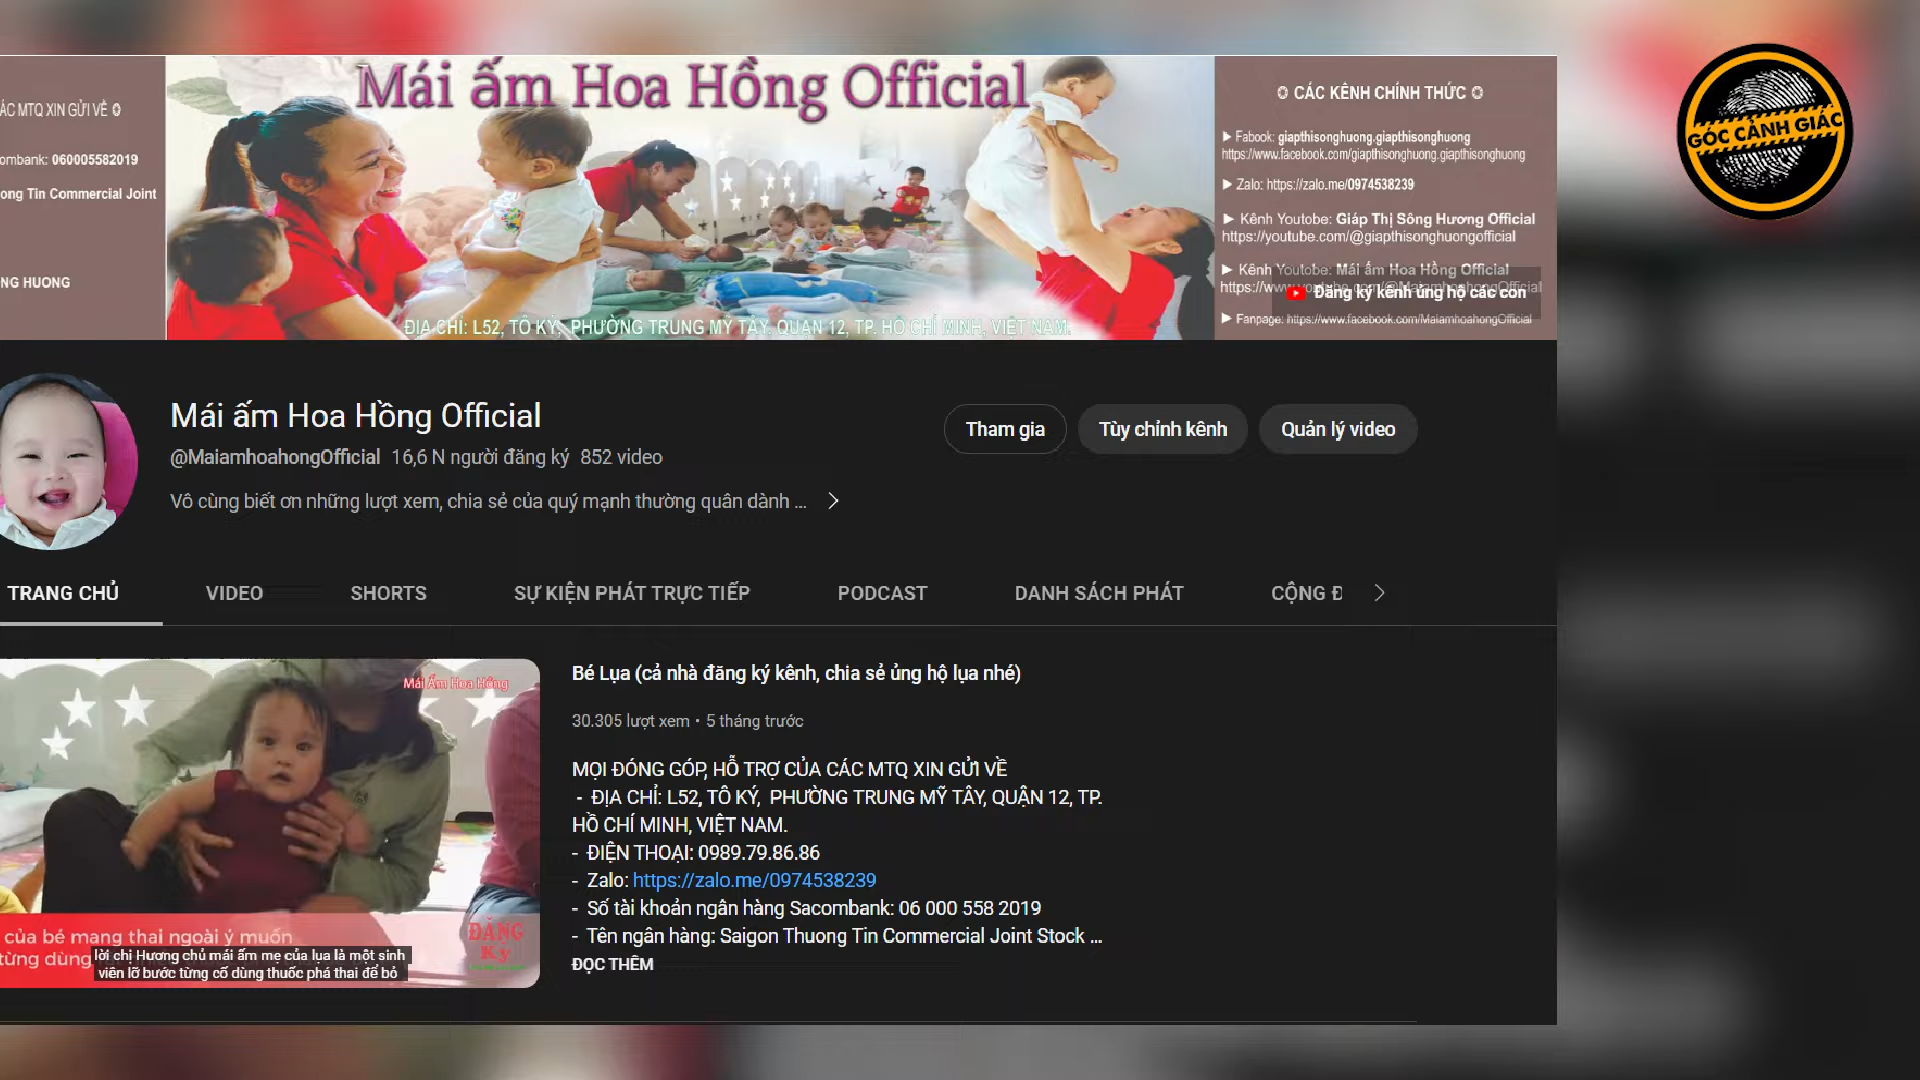 Mái ấm Hoa Hồng Official
ÁC MTQ XIN GỬI VỀ
ombank: 060005582019
ong Tin Commercial Joint
NG HUONG
ĐỊA CHỈ: L52, TÔ KÝ, PHƯỜNG TRUNG MỸ TÂY, QUẬN 12, TP. HỒ CHÍ MINH, VIỆT NAM.
✪ CÁC KÊNH CHÍNH THỨC ✪
► Fabook: giapthisonghuong.giapthisonghuong
https://www.facebook.com/giapthisonghuong.giapthisonghuong
► Zalo: https://zalo.me/0974538239
► Kênh Youtobe: Giáp Thị Sông Hương Official
https://youtube.com/@giapthisonghuongofficial
► Kênh Youtobe: Mái ấm Hoa Hồng Official
https://www.youtube.com/@MaiamhoahongOfficial
Đăng ký kênh ủng hộ các con
► Fanpage: https://www.facebook.com/MaiamhoahongOfficial
GÓC CẢNH GIÁC
Mái ấm Hoa Hồng Official
@MaiamhoahongOfficial 16,6 N người đăng ký 852 video
Vô cùng biết ơn những lượt xem, chia sẻ của quý mạnh thường quân dành ...
Tham gia
Tùy chỉnh kênh
Quản lý video
TRANG CHỦ VIDEO SHORTS SỰ KIỆN PHÁT TRỰC TIẾP PODCAST DANH SÁCH PHÁT CỘNG Đ
Mái Ấm Hoa Hồng
của bé mang thai ngoài ý muốn
từng dùng
lời chị Hương chủ mái ấm mẹ của lụa là một sinh
viên lỡ bước từng cố dùng thuốc phá thai để bỏ
ĐĂNG
Ký
Bé Lụa (cả nhà đăng ký kênh, chia sẻ ủng hộ lụa nhé)
30.305 lượt xem • 5 tháng trước
MỌI ĐÓNG GÓP, HỖ TRỢ CỦA CÁC MTQ XIN GỬI VỀ
- ĐỊA CHỈ: L52, TÔ KÝ, PHƯỜNG TRUNG MỸ TÂY, QUẬN 12, TP.
HỒ CHÍ MINH, VIỆT NAM.
- ĐIỆN THOẠI: 0989.79.86.86
- Zalo: https://zalo.me/0974538239
- Số tài khoản ngân hàng Sacombank: 06 000 558 2019
- Tên ngân hàng: Saigon Thuong Tin Commercial Joint Stock ...
ĐỌC THÊM